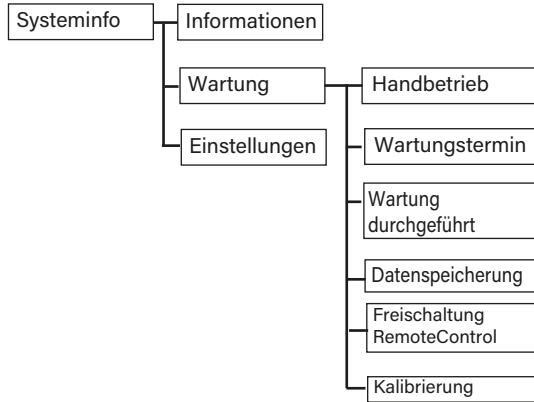 Systeminfo
Informationen
Wartung
Handbetrieb
Einstellungen
Wartungstermin
Wartung
durchgeführt
Datenspeicherung
Freischaltung
RemoteControl
Kalibrierung